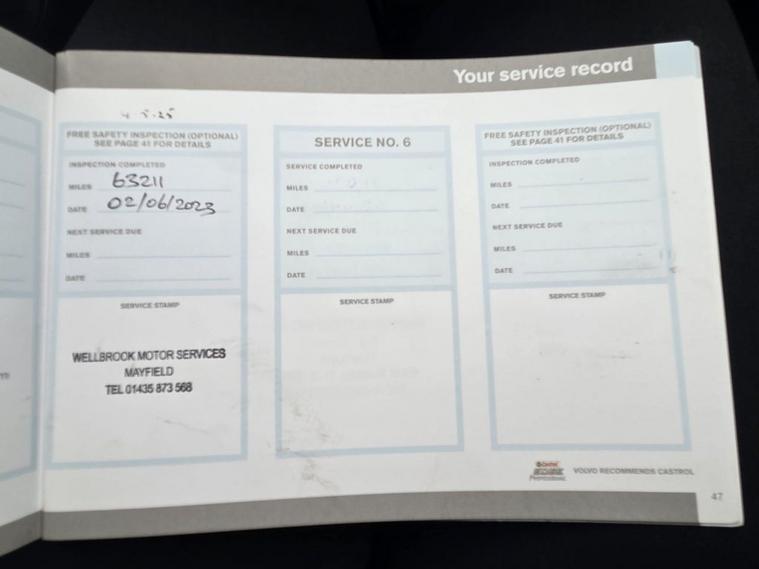 Your service record
4.5.25
FREE SAFETY INSPECTION (OPTIONAL)
SEE PAGE 41 FOR DETAILS
INSPECTION COMPLETED
MILES 63211
DATE 02/06/2023
NEXT SERVICE DUE
MILES
DATE
SERVICE STAMP
WELLBROOK MOTOR SERVICES
MAYFIELD
TEL 01435 873 568
SERVICE NO. 6
SERVICE COMPLETED
MILES
DATE
NEXT SERVICE DUE
MILES
DATE
SERVICE STAMP
FREE SAFETY INSPECTION (OPTIONAL)
SEE PAGE 41 FOR DETAILS
INSPECTION COMPLETED
MILES
DATE
NEXT SERVICE DUE
MILES
DATE
SERVICE STAMP
Castrol
Professional
VOLVO RECOMMENDS CASTROL
47